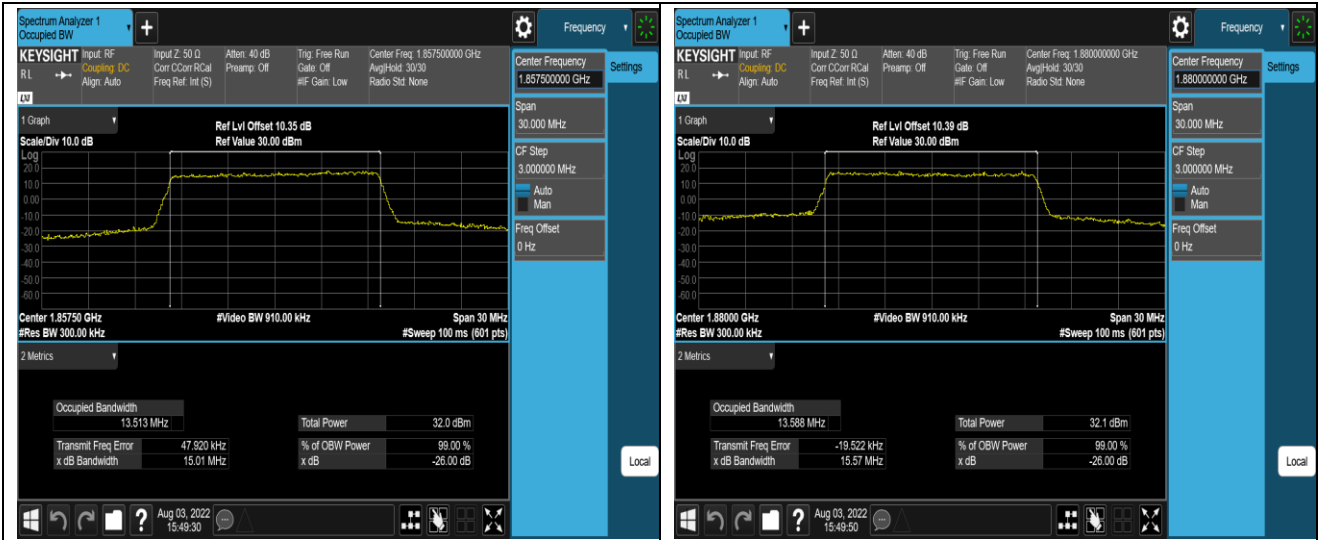 Spectrum Analyzer 1
Occupied BW
Frequency
KEYSIGHT
Input: RF
Coupling: DC
Align: Auto
Input Z: 50 Ω
Corr CCorr RCal
Freq Ref: Int (S)
Atten: 40 dB
Preamp: Off
Trig: Free Run
Gate: Off
#IF Gain: Low
Center Freq: 1.857500000 GHz
Avg|Hold: 30/30
Radio Std: None
RL
LXI
Center Frequency
1.857500000 GHz
Settings
Span
30.000 MHz
CF Step
3.000000 MHz
Auto
Man
Freq Offset
0 Hz
Local
1 Graph
Scale/Div 10.0 dB
Ref Lvl Offset 10.35 dB
Ref Value 30.00 dBm
Log
20.0
10.0
0.00
-10.0
-20.0
-30.0
-40.0
-50.0
-60.0
Center 1.85750 GHz
#Video BW 910.00 kHz
Span 30 MHz
#Res BW 300.00 kHz
#Sweep 100 ms (601 pts)
2 Metrics
Occupied Bandwidth
13.513 MHz
Total Power 32.0 dBm
Transmit Freq Error 47.920 kHz
% of OBW Power 99.00 %
x dB Bandwidth 15.01 MHz
x dB -26.00 dB
?
Aug 03, 2022
15:49:30
Spectrum Analyzer 1
Occupied BW
Frequency
KEYSIGHT
Input: RF
Coupling: DC
Align: Auto
Input Z: 50 Ω
Corr CCorr RCal
Freq Ref: Int (S)
Atten: 40 dB
Preamp: Off
Trig: Free Run
Gate: Off
#IF Gain: Low
Center Freq: 1.880000000 GHz
Avg|Hold: 30/30
Radio Std: None
RL
LXI
Center Frequency
1.880000000 GHz
Settings
Span
30.000 MHz
CF Step
3.000000 MHz
Auto
Man
Freq Offset
0 Hz
Local
1 Graph
Scale/Div 10.0 dB
Ref Lvl Offset 10.39 dB
Ref Value 30.00 dBm
Log
20.0
10.0
0.00
-10.0
-20.0
-30.0
-40.0
-50.0
-60.0
Center 1.88000 GHz
#Video BW 910.00 kHz
Span 30 MHz
#Res BW 300.00 kHz
#Sweep 100 ms (601 pts)
2 Metrics
Occupied Bandwidth
13.588 MHz
Total Power 32.1 dBm
Transmit Freq Error -19.522 kHz
% of OBW Power 99.00 %
x dB Bandwidth 15.57 MHz
x dB -26.00 dB
?
Aug 03, 2022
15:49:50